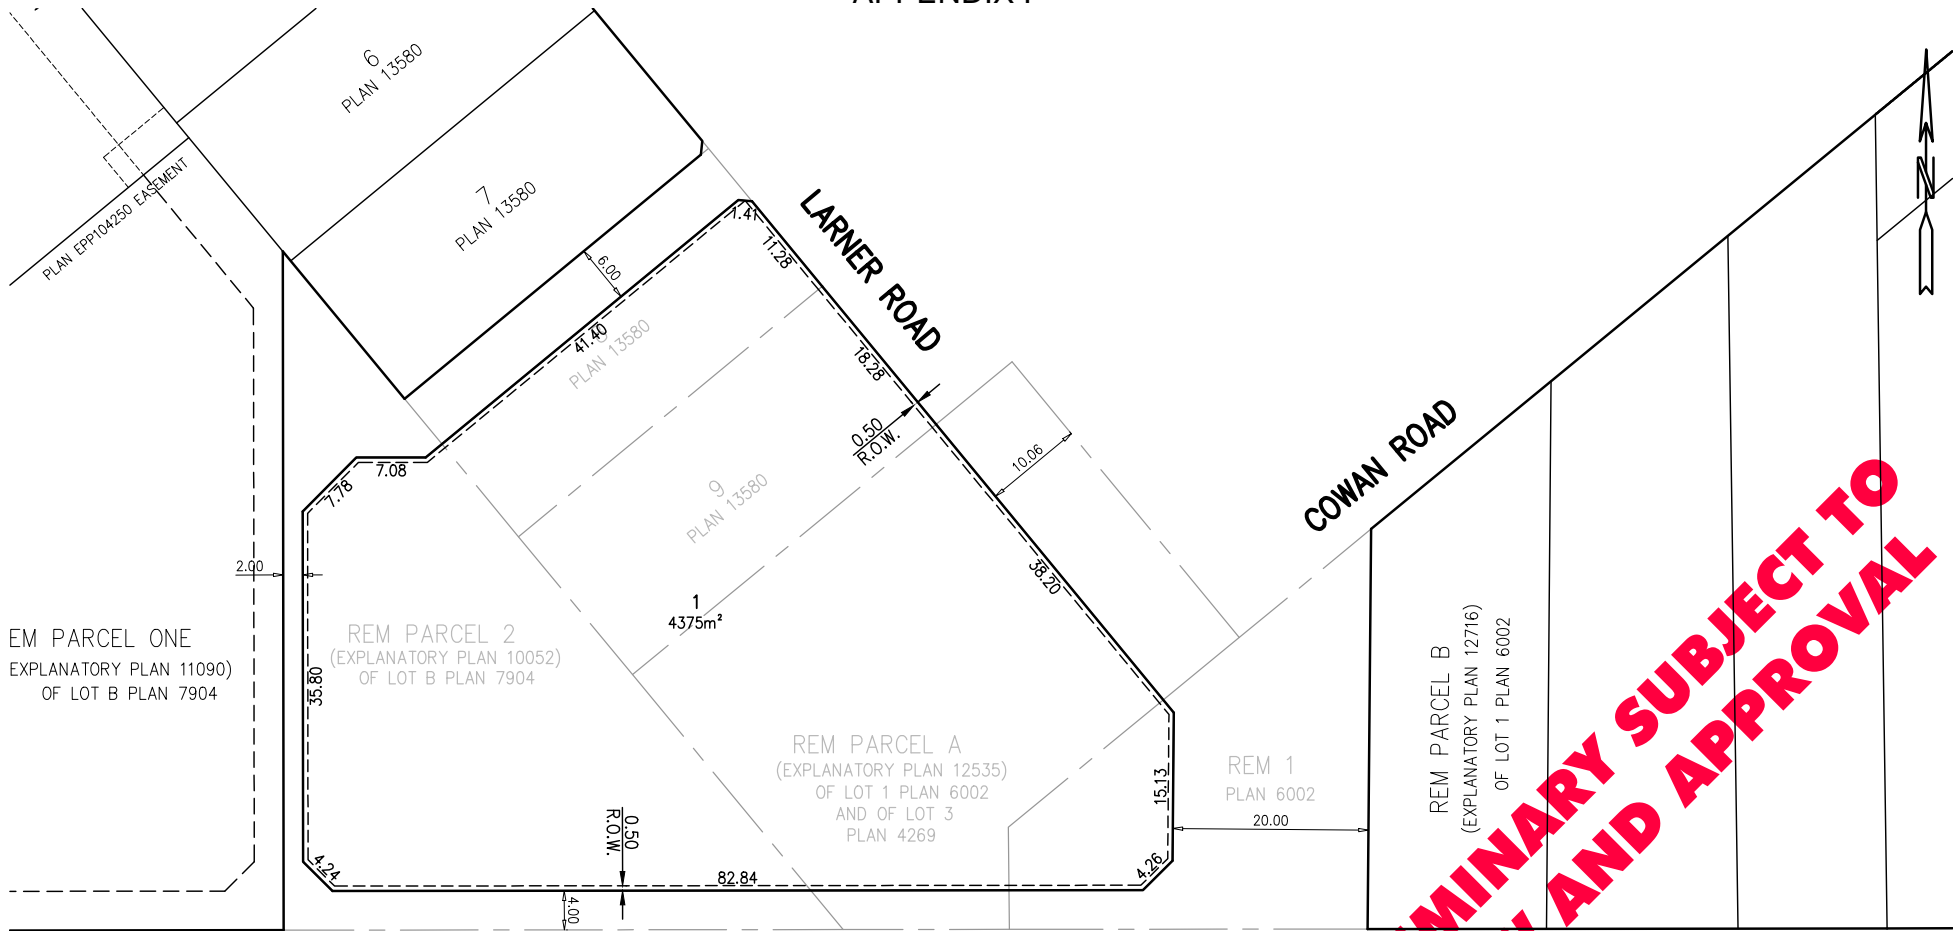 6
PLAN 13580
7
PLAN 13580
PLAN EPP104250 EASEMENT
1.41
11.28
LARNER ROAD
N
6.00
41.40
PLAN 13580
18.28
0.50
R.O.W.
10.06
COWAN ROAD
7.08
7.78
9
PLAN 13580
38.20
2.00
1
4375m²
EM PARCEL ONE
EXPLANATORY PLAN 11090)
OF LOT B PLAN 7904
REM PARCEL 2
(EXPLANATORY PLAN 10052)
OF LOT B PLAN 7904
35.80
REM PARCEL A
(EXPLANATORY PLAN 12535)
OF LOT 1 PLAN 6002
AND OF LOT 3
PLAN 4269
15.13
REM 1
PLAN 6002
20.00
REM PARCEL B
(EXPLANATORY PLAN 12716)
OF LOT 1 PLAN 6002
MINARY SUBJECT TO
AND APPROVAL
0.50
R.O.W.
4.24
82.84
4.26
4.00